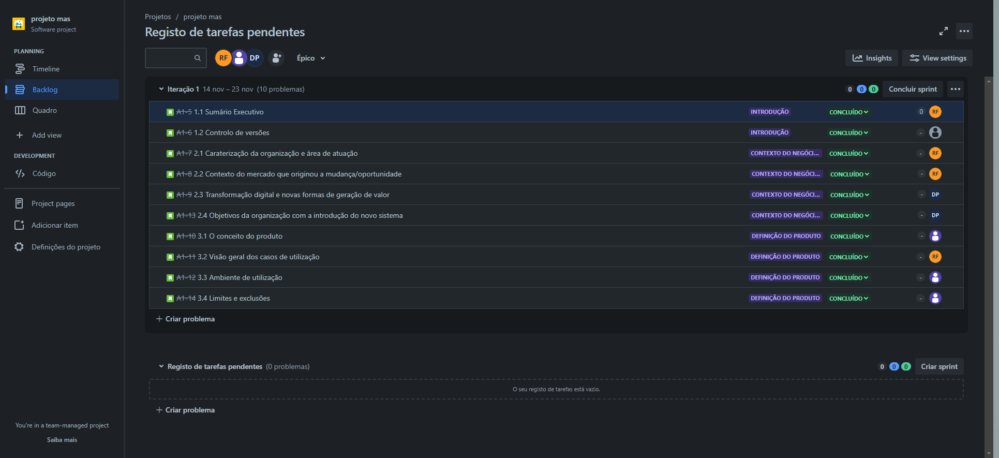 projeto mas
Software project
PLANNING
Timeline
Backlog
Quadro
Add view
DEVELOPMENT
Código
Project pages
Adicionar item
Definições do projeto
You're in a team-managed project
Saiba mais
Projetos / projeto mas
Registo de tarefas pendentes
RF DP Épico Insights View settings
Iteração 1 14 nov – 23 nov (10 problemas) 0 0 0 Concluir sprint
A1-5 1.1 Sumário Executivo INTRODUÇÃO CONCLUÍDO 0 RF
A1-6 1.2 Controlo de versões INTRODUÇÃO CONCLUÍDO -
A1-7 2.1 Caraterização da organização e área de atuação CONTEXTO DO NEGÓCI... CONCLUÍDO - RF
A1-8 2.2 Contexto do mercado que originou a mudança/oportunidade CONTEXTO DO NEGÓCI... CONCLUÍDO - RF
A1-9 2.3 Transformação digital e novas formas de geração de valor CONTEXTO DO NEGÓCI... CONCLUÍDO - DP
A1-13 2.4 Objetivos da organização com a introdução do novo sistema CONTEXTO DO NEGÓCI... CONCLUÍDO - DP
A1-10 3.1 O conceito do produto DEFINIÇÃO DO PRODUTO CONCLUÍDO -
A1-11 3.2 Visão geral dos casos de utilização DEFINIÇÃO DO PRODUTO CONCLUÍDO - RF
A1-12 3.3 Ambiente de utilização DEFINIÇÃO DO PRODUTO CONCLUÍDO -
A1-14 3.4 Limites e exclusões DEFINIÇÃO DO PRODUTO CONCLUÍDO -
Criar problema
Registo de tarefas pendentes (0 problemas) 0 0 0 Criar sprint
O seu registo de tarefas está vazio.
Criar problema